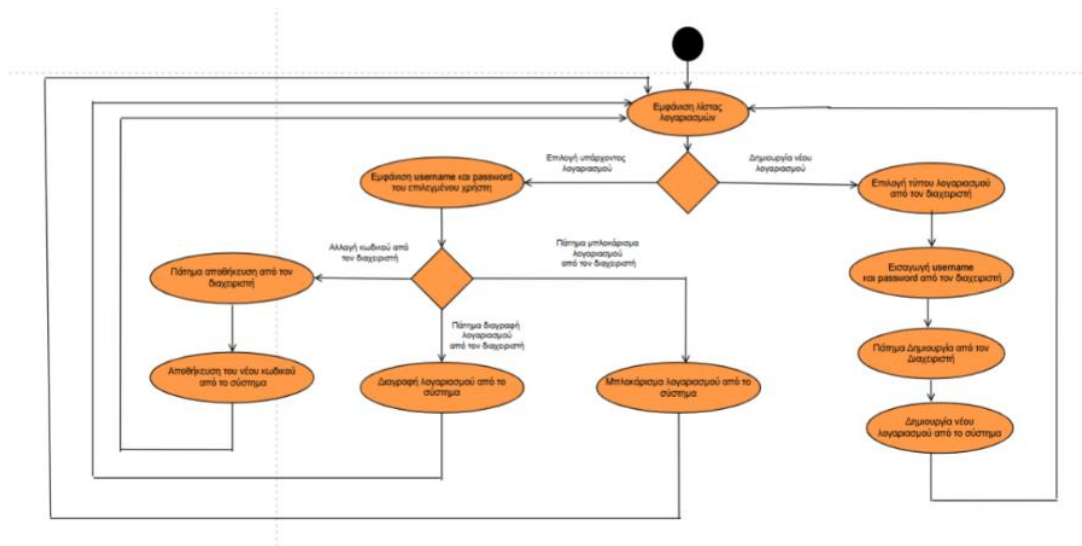 Εμφάνιση λίστας
λογαριασμών
Επιλογή υπάρχοντος
λογαριασμού
Δημιουργία νέου
λογαριασμού
Εμφάνιση username και password
του επιλεγμένου χρήστη
Επιλογή τύπου λογαριασμού
από τον διαχειριστή
Αλλαγή κωδικού από
τον διαχειριστή
Πάτημα μπλοκάρισμα
λογαριασμού
από τον διαχειριστή
Πάτημα αποθήκευση από τον
διαχειριστή
Εισαγωγή username
και password από τον διαχειριστή
Πάτημα διαγραφή
λογαριασμού
από τον διαχειριστή
Πάτημα Δημιουργία από τον
Διαχειριστή
Αποθήκευση του νέου κωδικού
από το σύστημα
Διαγραφή λογαριασμού από το
σύστημα
Μπλοκάρισμα λογαριασμού από το
σύστημα
Δημιουργία νέου
λογαριασμού από το σύστημα